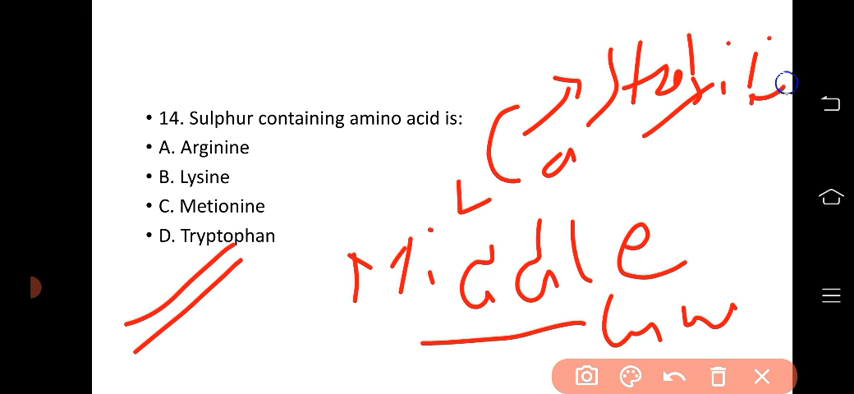 • 14. Sulphur containing amino acid is:
• A. Arginine
• B. Lysine
• C. Metionine
• D. Tryptophan
Middle